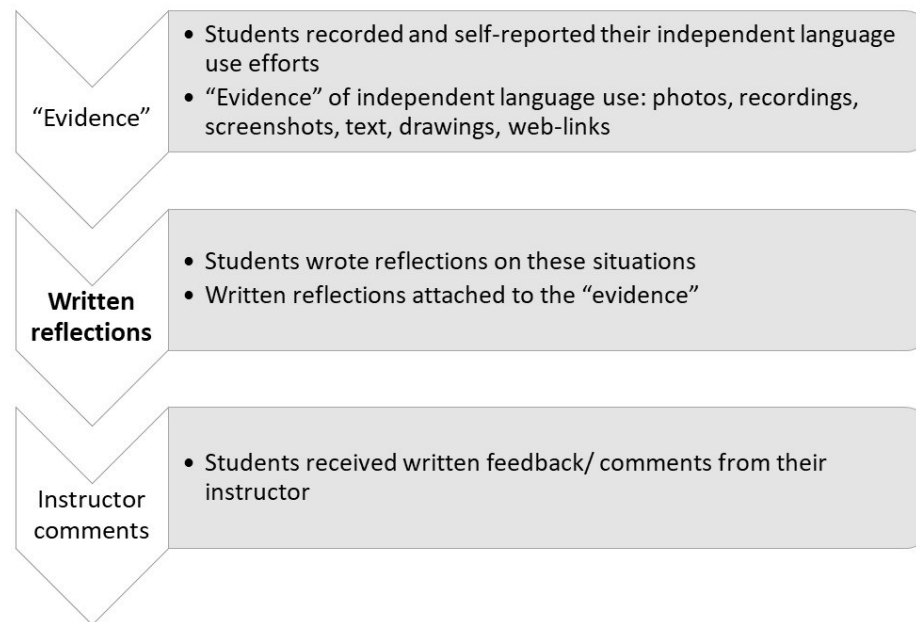 “Evidence”
• Students recorded and self-reported their independent language
use efforts
• “Evidence” of independent language use: photos, recordings,
screenshots, text, drawings, web-links
Written
reflections
• Students wrote reflections on these situations
• Written reflections attached to the “evidence”
Instructor
comments
• Students received written feedback/ comments from their
instructor